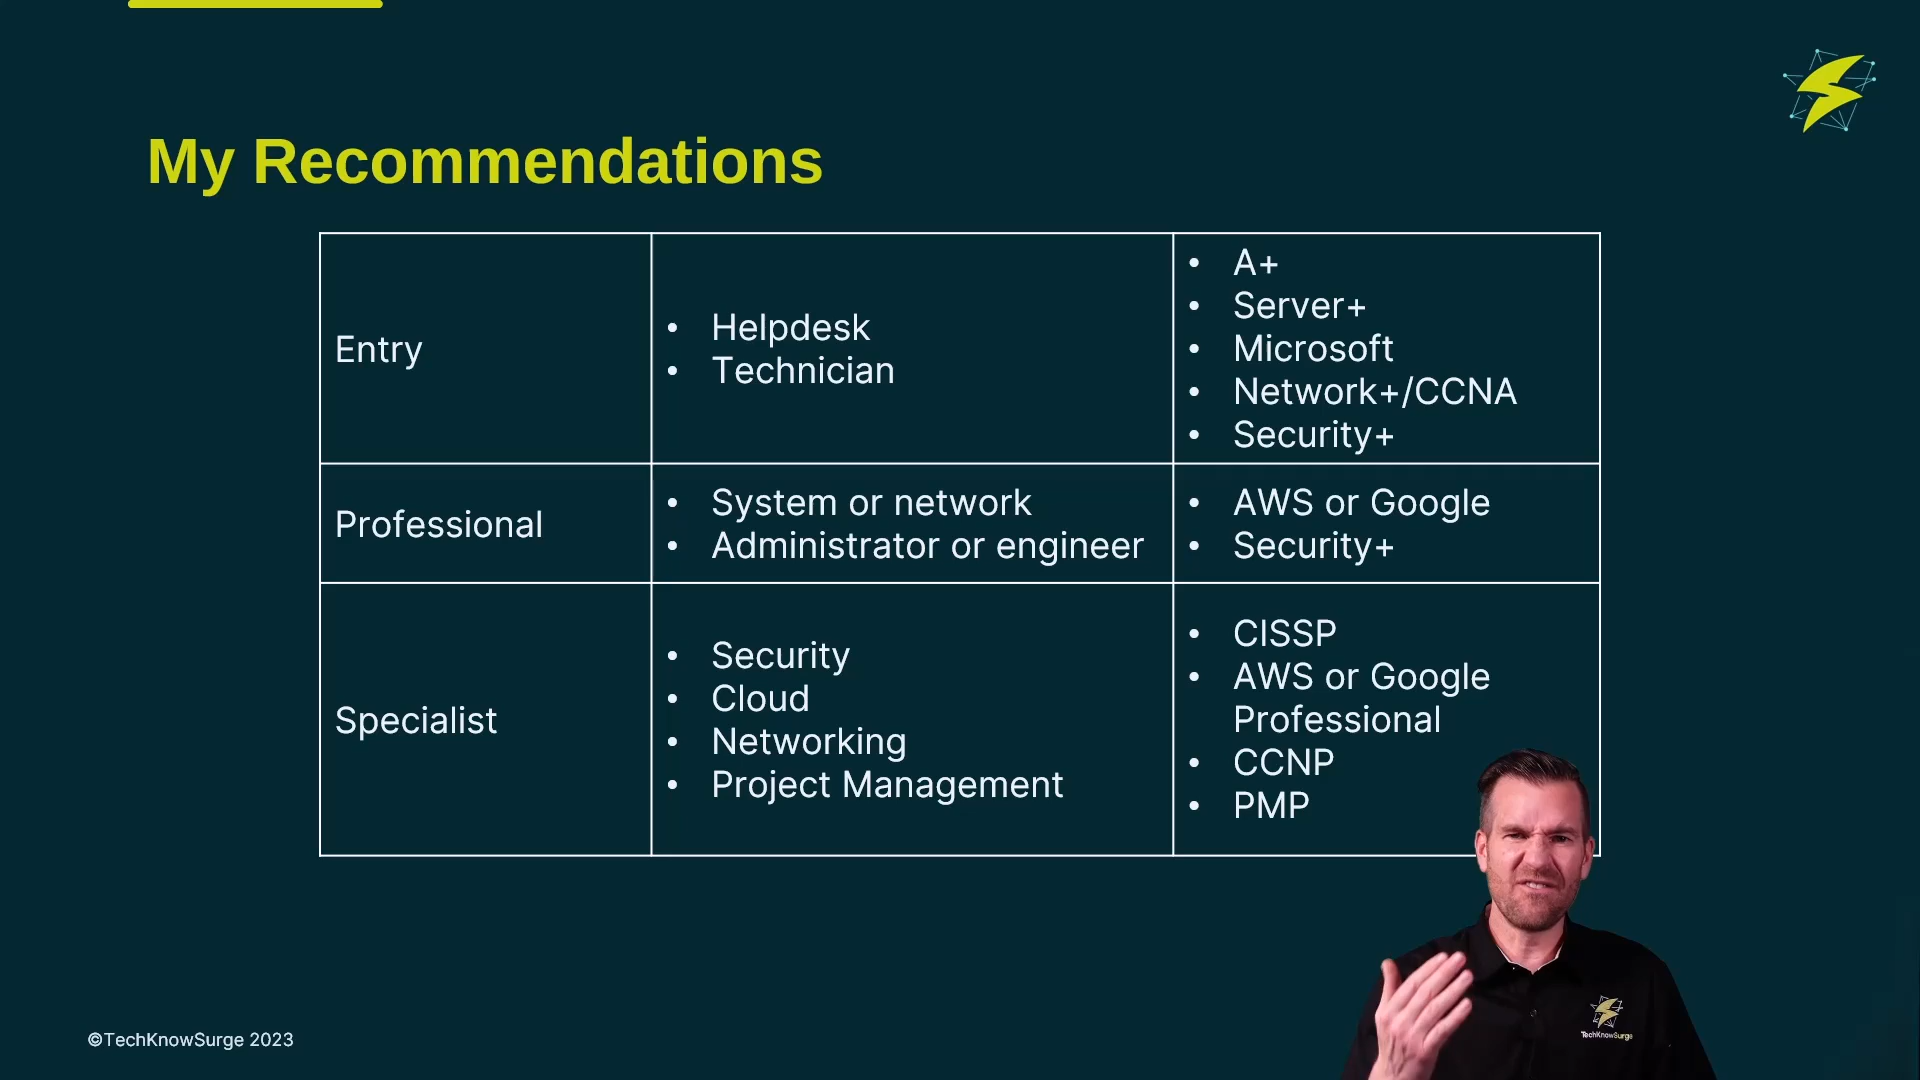 My Recommendations
Entry
• Helpdesk
• Technician
• A+
• Server+
• Microsoft
• Network+/CCNA
• Security+
Professional
• System or network
• Administrator or engineer
• AWS or Google
• Security+
Specialist
• Security
• Cloud
• Networking
• Project Management
• CISSP
• AWS or Google
Professional
• CCNP
• PMP
TechKnowSurge
©TechKnowSurge 2023